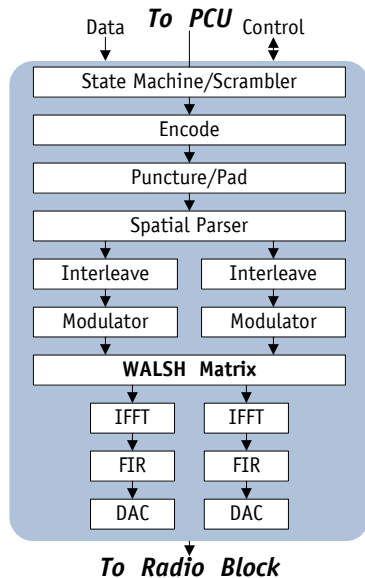 To PCU
Data Control
State Machine/Scrambler
Encode
Puncture/Pad
Spatial Parser
Interleave Interleave
Modulator Modulator
WALSH Matrix
IFFT IFFT
FIR FIR
DAC DAC
To Radio Block